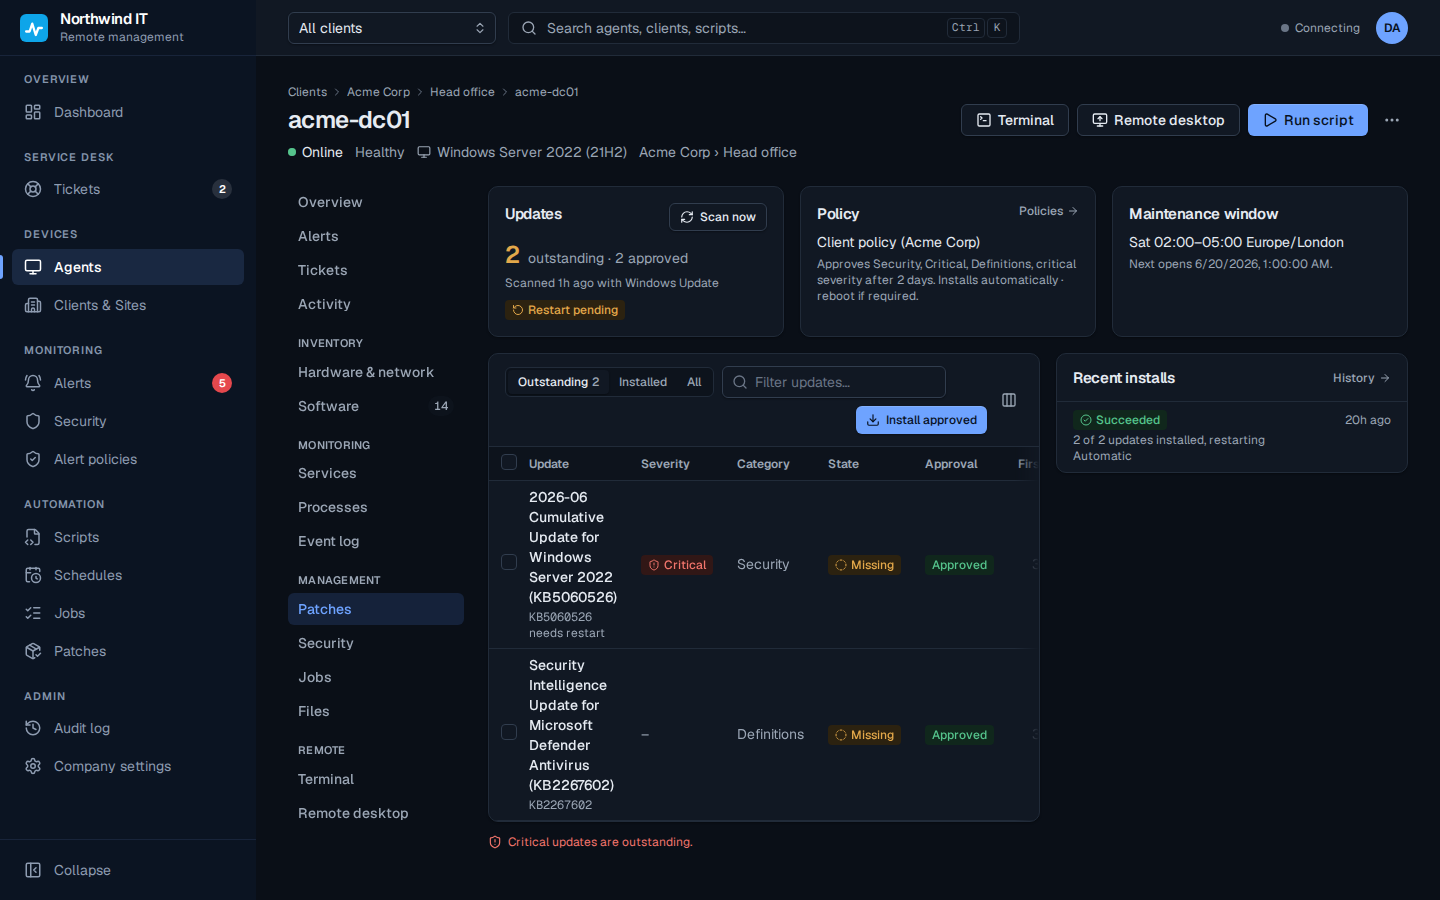 Northwind IT
Remote management
All clients
Search agents, clients, scripts...
Ctrl K
Connecting
DA
OVERVIEW
Dashboard
SERVICE DESK
Tickets 2
DEVICES
Agents
Clients & Sites
MONITORING
Alerts 5
Security
Alert policies
AUTOMATION
Scripts
Schedules
Jobs
Patches
ADMIN
Audit log
Company settings
Collapse
Clients > Acme Corp > Head office > acme-dc01
acme-dc01
Online Healthy Windows Server 2022 (21H2) Acme Corp › Head office
Terminal
Remote desktop
Run script
Overview
Alerts
Tickets
Activity
INVENTORY
Hardware & network
Software 14
MONITORING
Services
Processes
Event log
MANAGEMENT
Patches
Security
Jobs
Files
REMOTE
Terminal
Remote desktop
Updates
Scan now
2 outstanding · 2 approved
Scanned 1h ago with Windows Update
Restart pending
Policy
Policies →
Client policy (Acme Corp)
Approves Security, Critical, Definitions, critical
severity after 2 days. Installs automatically ·
reboot if required.
Maintenance window
Sat 02:00–05:00 Europe/London
Next opens 6/20/2026, 1:00:00 AM.
Outstanding 2 Installed All
Filter updates...
Install approved
Update Severity Category State Approval
2026-06
Cumulative
Update for
Windows
Server 2022
(KB5060526)
KB5060526
needs restart
Critical
Security
Missing
Approved
Security
Intelligence
Update for
Microsoft
Defender
Antivirus
(KB2267602)
KB2267602
–
Definitions
Missing
Approved
Critical updates are outstanding.
Recent installs
History →
Succeeded 20h ago
2 of 2 updates installed, restarting
Automatic